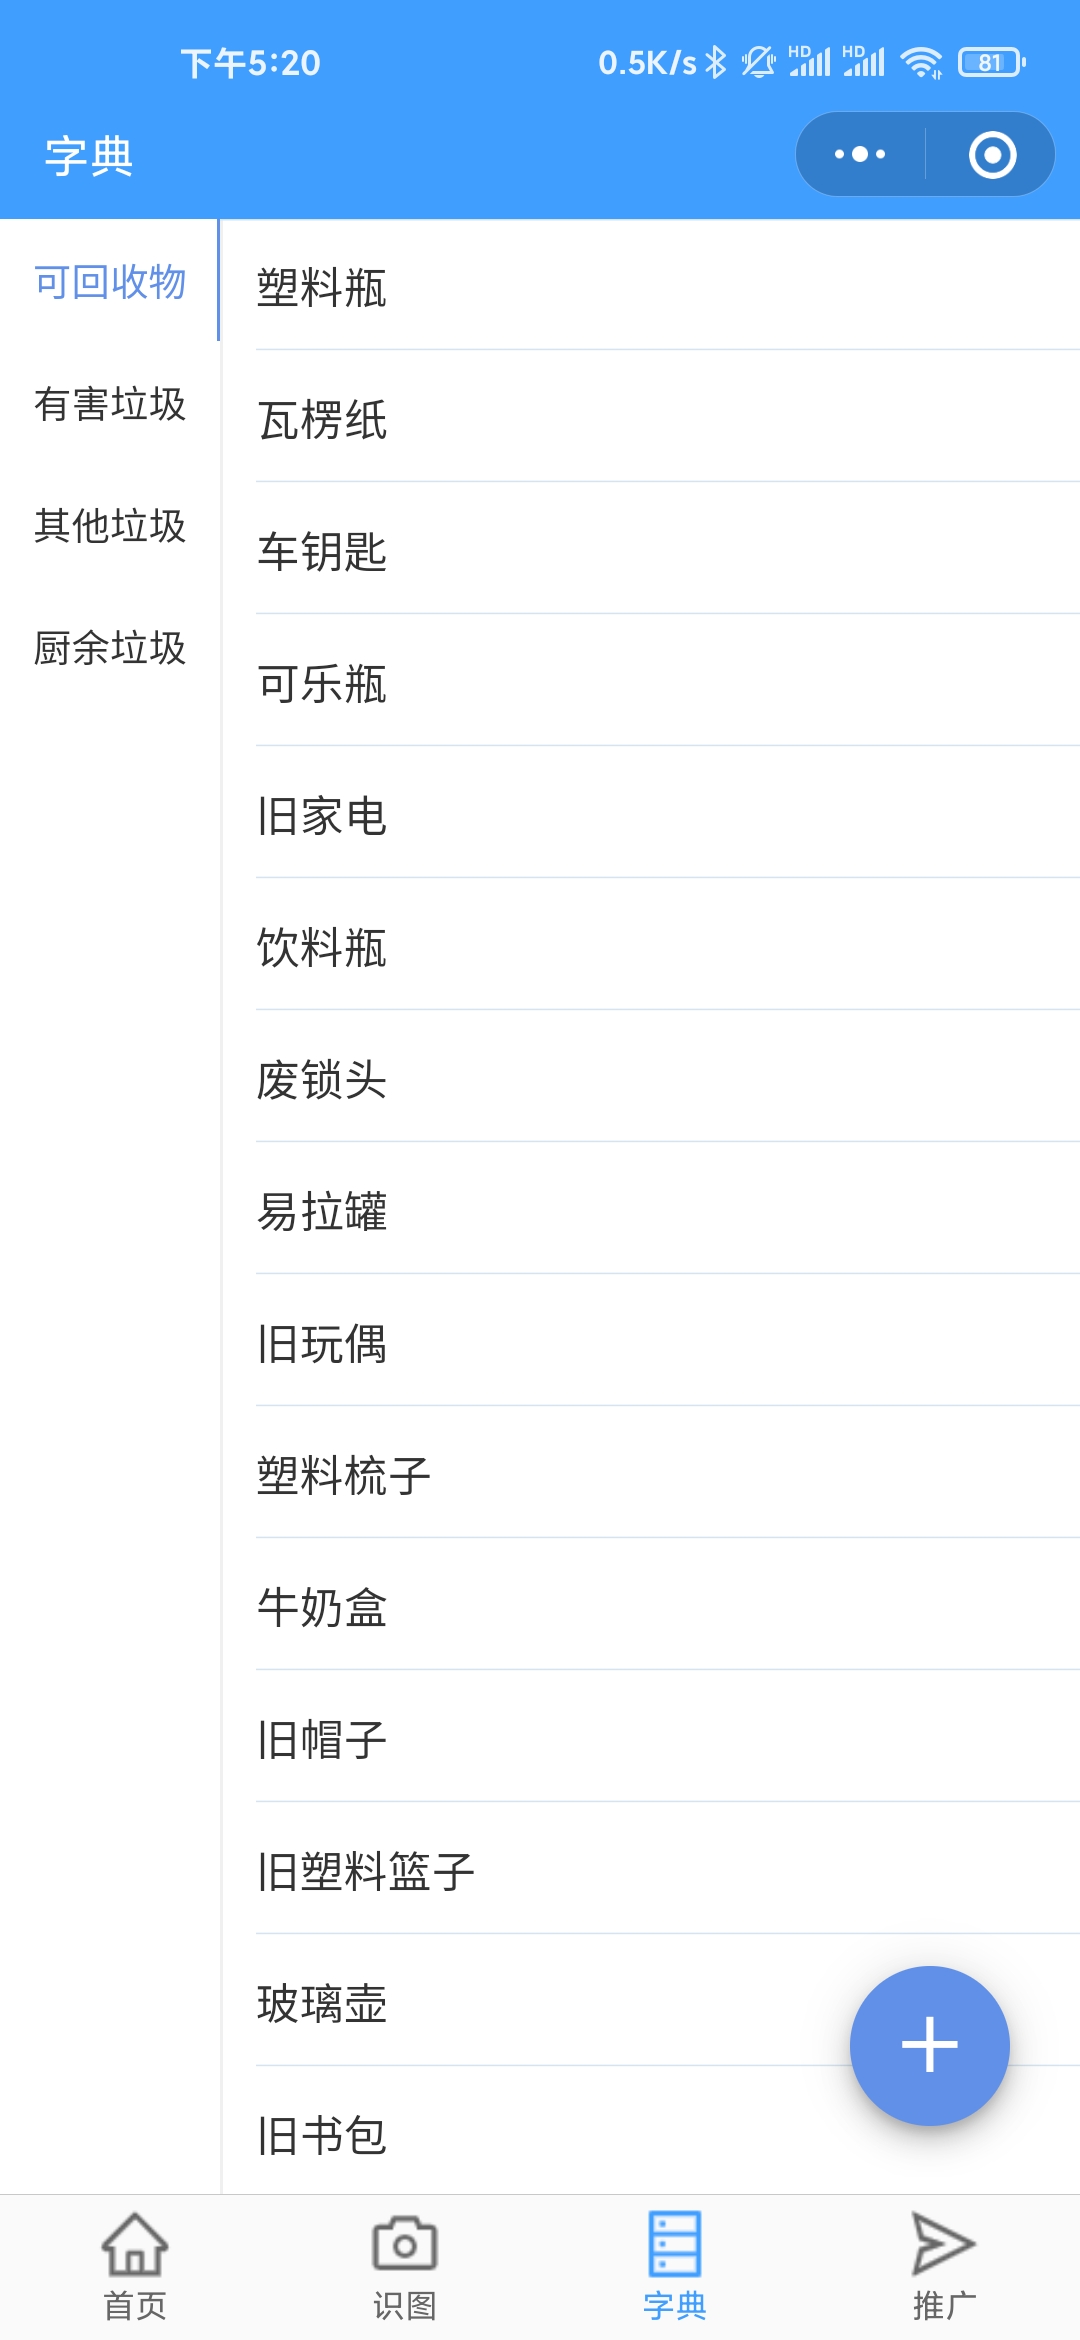 下午5:20
0.5K/s HD HD 81
字典
可回收物
有害垃圾
其他垃圾
厨余垃圾
塑料瓶
瓦楞纸
车钥匙
可乐瓶
旧家电
饮料瓶
废锁头
易拉罐
旧玩偶
塑料梳子
牛奶盒
旧帽子
旧塑料篮子
玻璃壶
旧书包
首页
识图
字典
推广